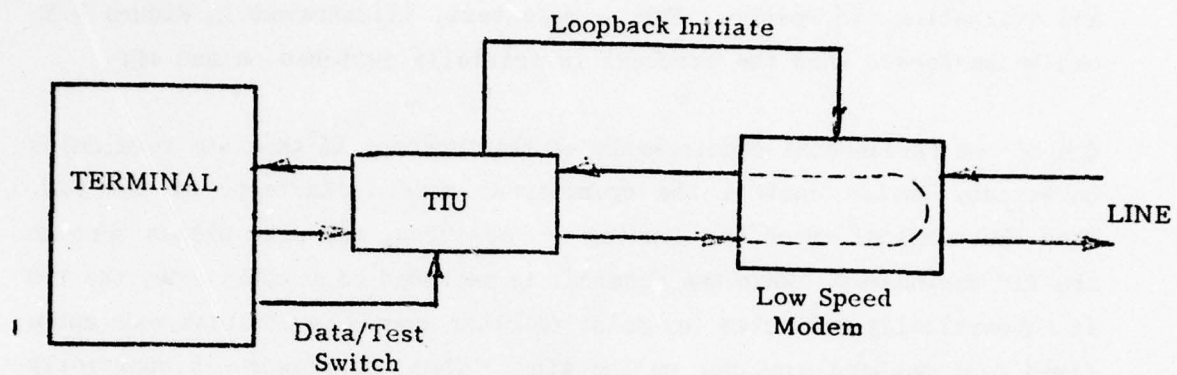 Loopback Initiate
TERMINAL
TIU
LINE
Low Speed
Modem
Data/Test
Switch